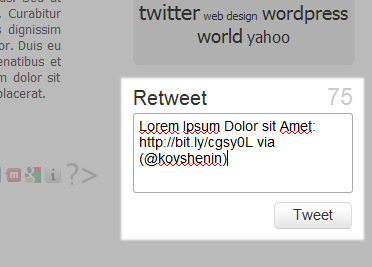 Sed ut
Curabitur
s dignissim
or. Duis eu
enatibus et
m dolor sit
placerat.
twitter web design wordpress
world yahoo
Retweet 75
Lorem Ipsum Dolor sit Amet:
http://bit.ly/cgsy0L via
(@kovshenin)
Tweet
m g i ?>